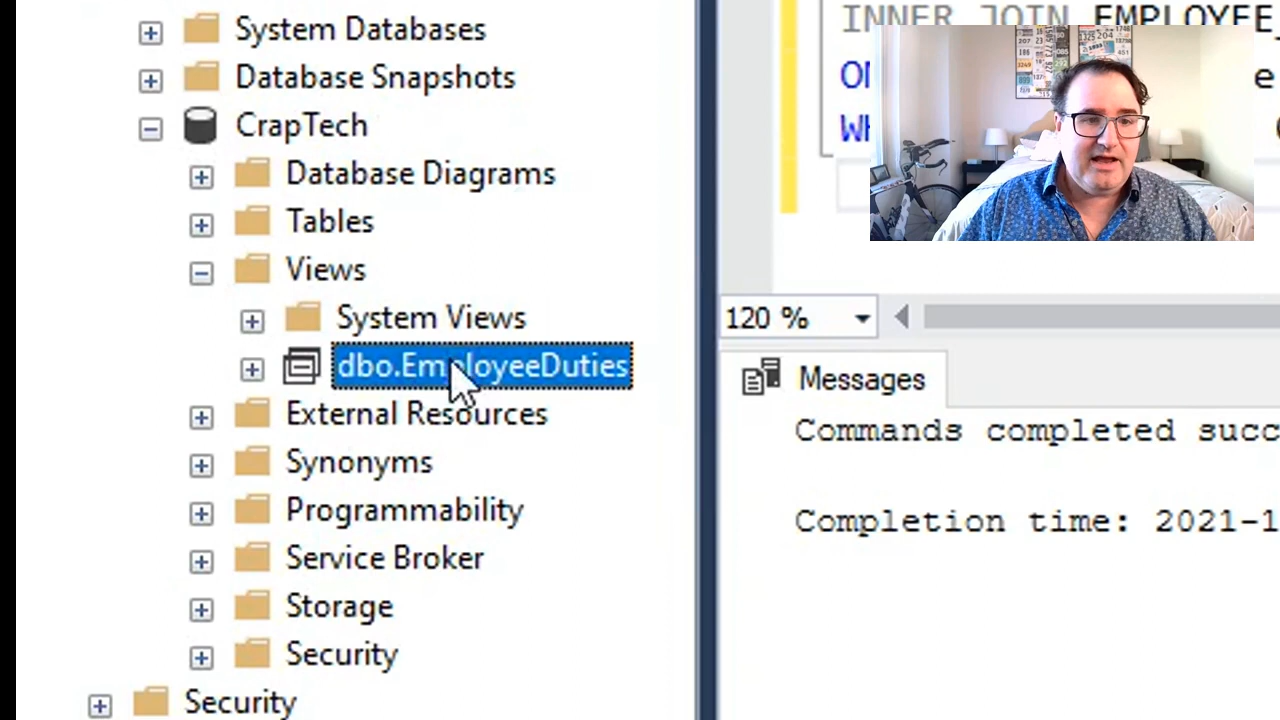 System Databases
Database Snapshots
CrapTech
Database Diagrams
Tables
Views
System Views
dbo.EmployeeDuties
External Resources
Synonyms
Programmability
Service Broker
Storage
Security
Security
INNER JOIN EMPLOYEE_
120 %
Messages
Commands completed succ
Completion time: 2021-1